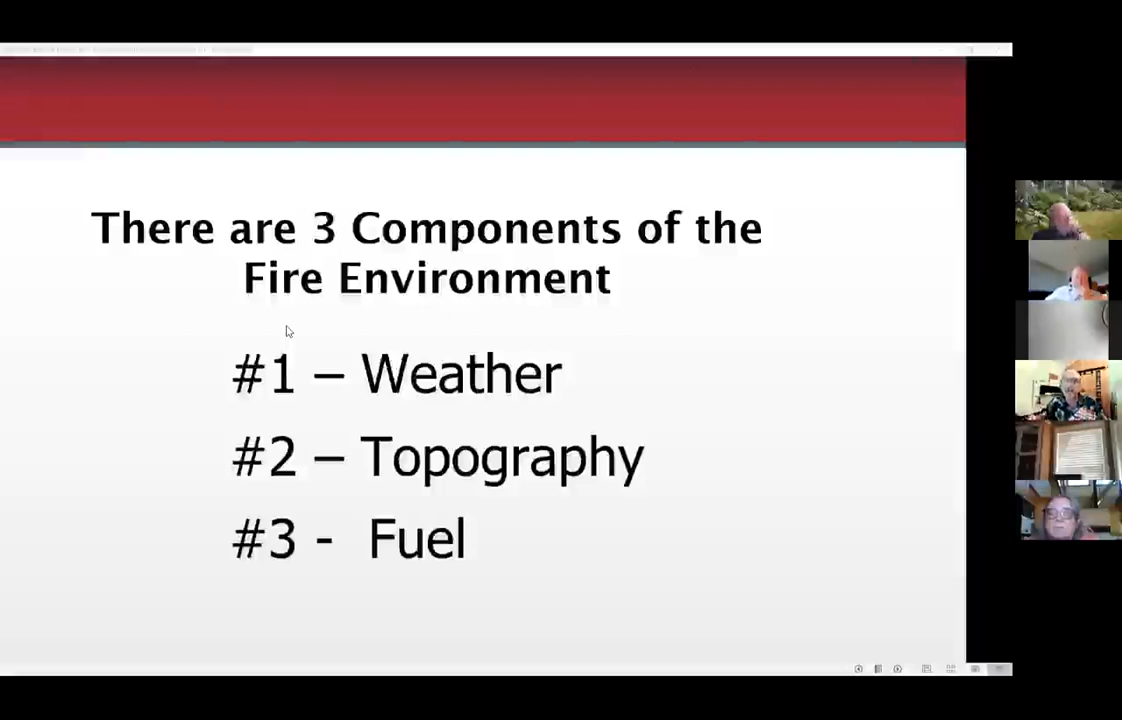 There are 3 Components of the
Fire Environment
#1 – Weather
#2 – Topography
#3 - Fuel